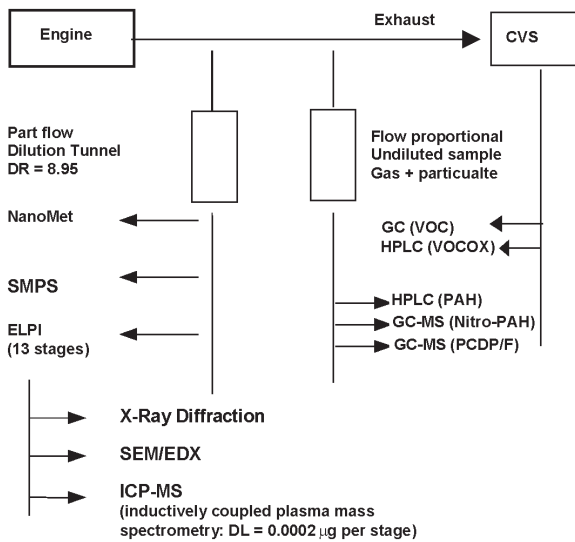 Engine
Exhaust
CVS
Part flow
Dilution Tunnel
DR = 8.95
Flow proportional
Undiluted sample
Gas + particualte
NanoMet
GC (VOC)
HPLC (VOCOX)
SMPS
HPLC (PAH)
GC-MS (Nitro-PAH)
GC-MS (PCDP/F)
ELPI
(13 stages)
X-Ray Diffraction
SEM/EDX
ICP-MS
(inductively coupled plasma mass
spectrometry: DL = 0.0002 μg per stage)